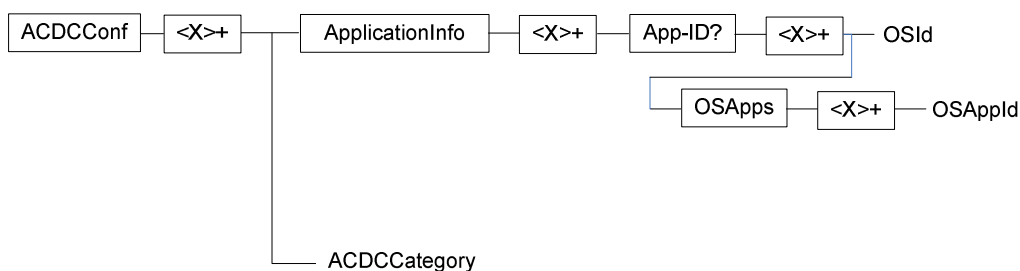 ACDCConf <X>+ ApplicationInfo <X>+ App-ID? <X>+ OSId
OSApps <X>+ OSAppId
ACDCCategory